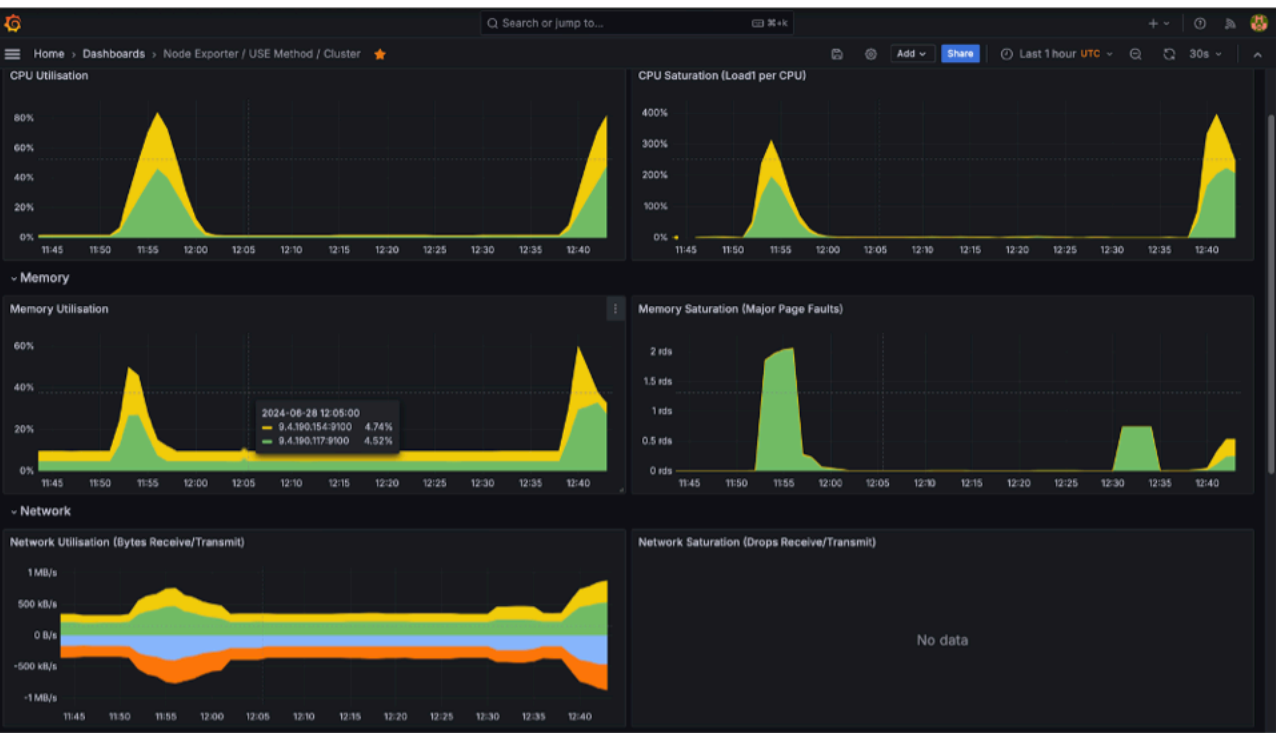 Search or jump to... ⌘+k
Home › Dashboards › Node Exporter / USE Method / Cluster
Add Share Last 1 hour UTC 30s
CPU Utilisation
80%
60%
40%
20%
0%
11:45 11:50 11:55 12:00 12:05 12:10 12:15 12:20 12:25 12:30 12:35 12:40
CPU Saturation (Load1 per CPU)
400%
300%
200%
100%
0%
11:45 11:50 11:55 12:00 12:05 12:10 12:15 12:20 12:25 12:30 12:35 12:40
Memory
Memory Utilisation
60%
40%
20%
0%
2024-06-28 12:05:00
9.4.190.154:9100 4.74%
9.4.190.117:9100 4.52%
11:45 11:50 11:55 12:00 12:05 12:10 12:15 12:20 12:25 12:30 12:35 12:40
Memory Saturation (Major Page Faults)
2 rds
1.5 rds
1 rds
0.5 rds
0 rds
11:45 11:50 11:55 12:00 12:05 12:10 12:15 12:20 12:25 12:30 12:35 12:40
Network
Network Utilisation (Bytes Receive/Transmit)
1 MB/s
500 kB/s
0 B/s
-500 kB/s
-1 MB/s
11:45 11:50 11:55 12:00 12:05 12:10 12:15 12:20 12:25 12:30 12:35 12:40
Network Saturation (Drops Receive/Transmit)
No data